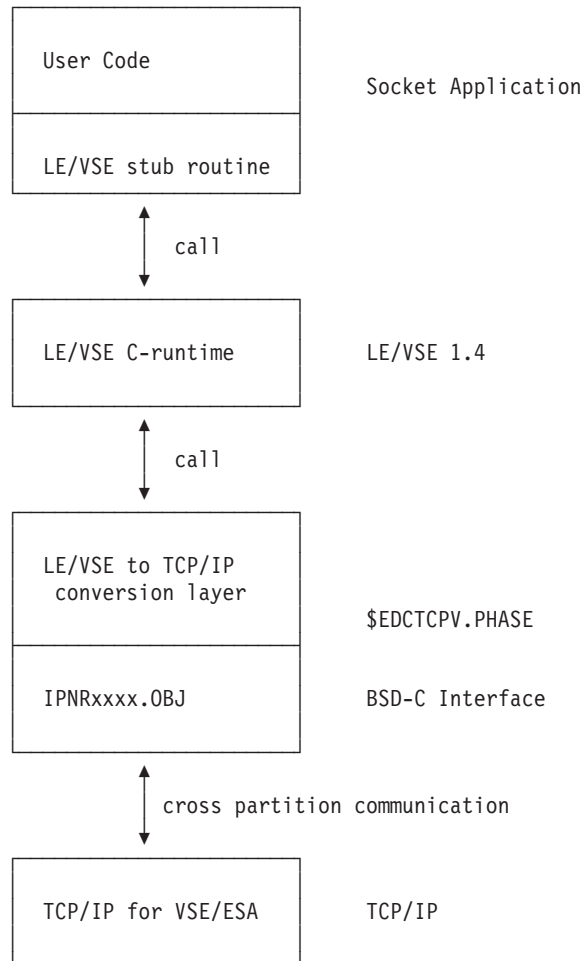 User Code
Socket Application
LE/VSE stub routine
call
LE/VSE C-runtime LE/VSE 1.4
call
LE/VSE to TCP/IP
conversion layer
$EDCTCPV.PHASE
IPNRxxxx.OBJ BSD-C Interface
cross partition communication
TCP/IP for VSE/ESA TCP/IP